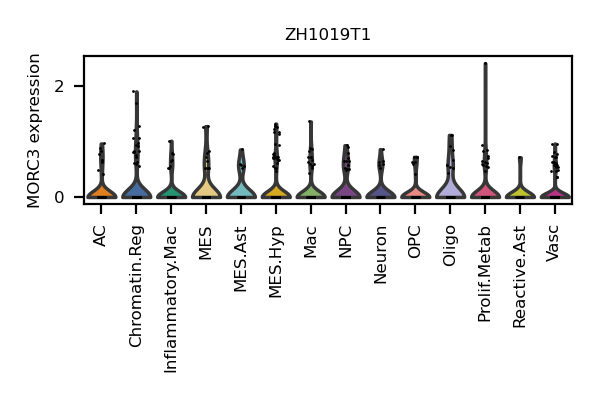 ZH1019T1
MORC3 expression
2
0
AC
Chromatin.Reg
Inflammatory.Mac
MES
MES.Ast
MES.Hyp
Mac
NPC
Neuron
OPC
Oligo
Prolif.Metab
Reactive.Ast
Vasc